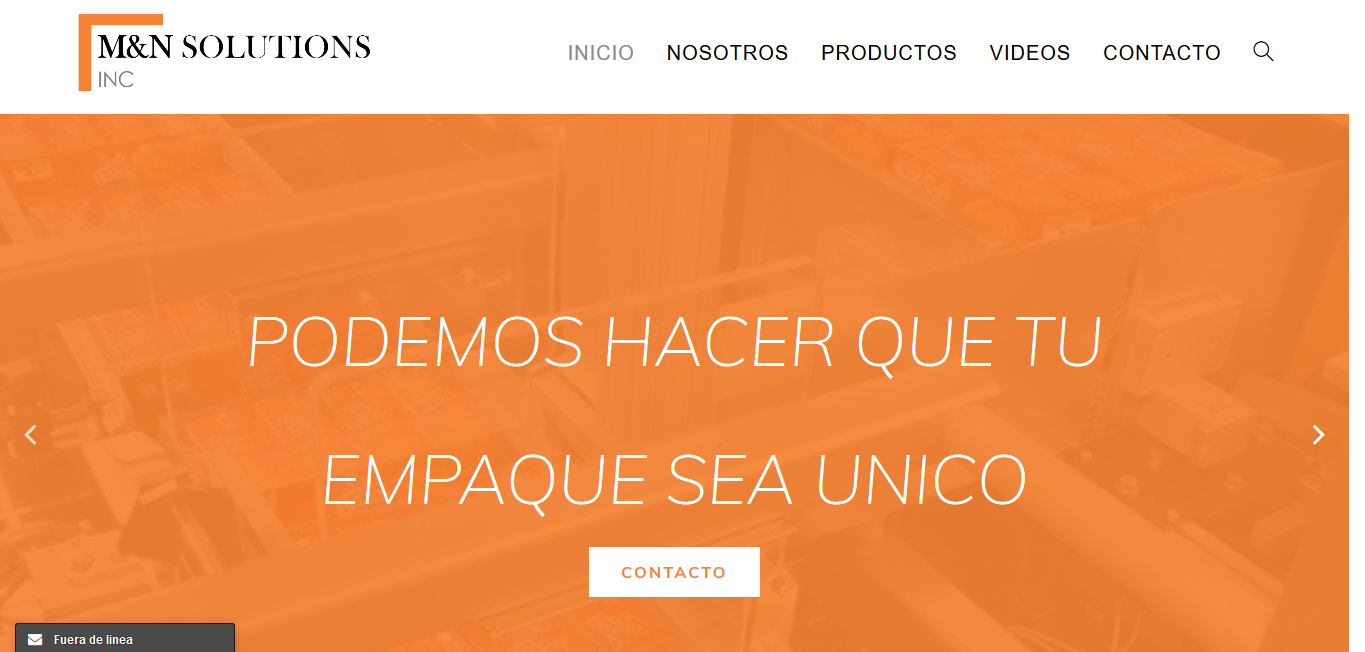 M&N SOLUTIONS
INC
INICIO NOSOTROS PRODUCTOS VIDEOS CONTACTO
PODEMOS HACER QUE TU
EMPAQUE SEA UNICO
CONTACTO
Fuera de linea